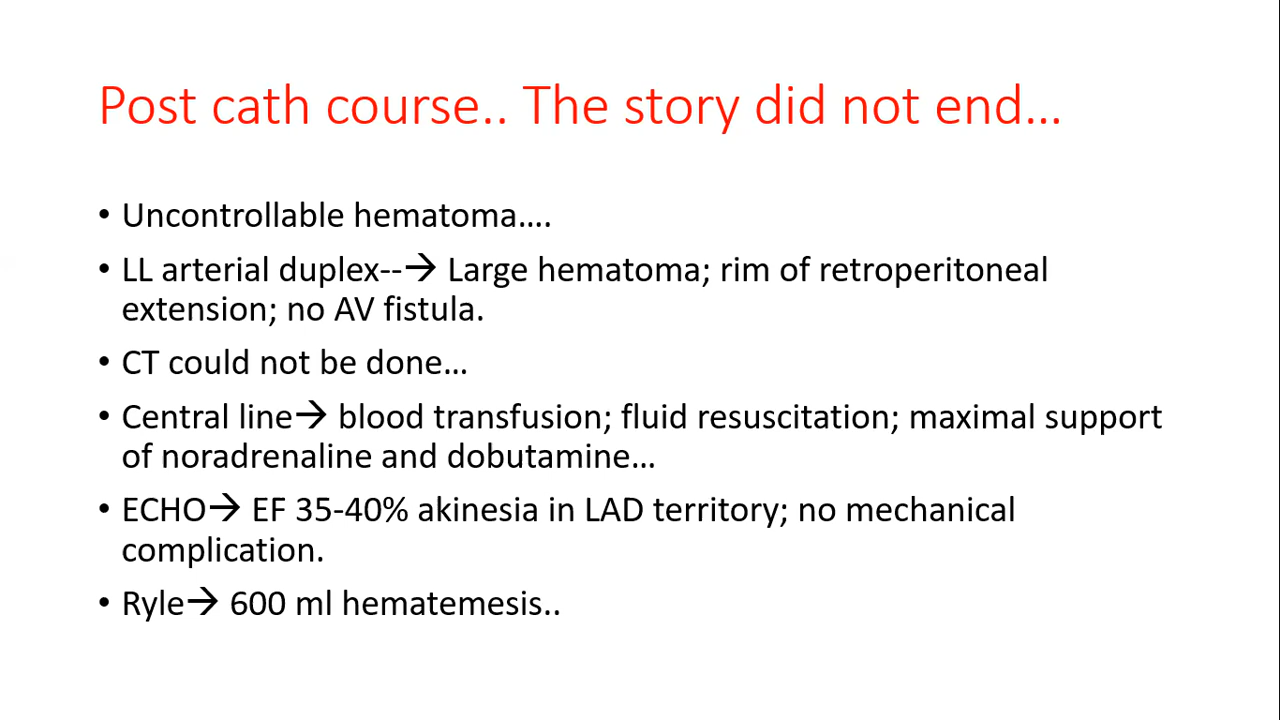 Post cath course.. The story did not end...
• Uncontrollable hematoma....
• LL arterial duplex--→ Large hematoma; rim of retroperitoneal
extension; no AV fistula.
• CT could not be done...
• Central line→ blood transfusion; fluid resuscitation; maximal support
of noradrenaline and dobutamine...
• ECHO→ EF 35-40% akinesia in LAD territory; no mechanical
complication.
• Ryle→ 600 ml hematemesis..